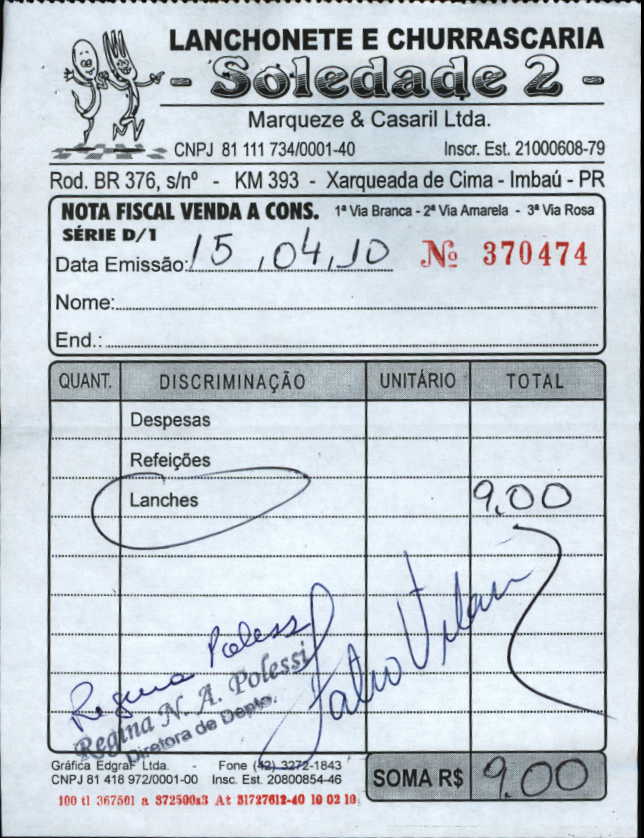 LANCHONETE E CHURRASCARIA
- Soledade 2 -
Marqueze & Casaril Ltda.
CNPJ 81 111 734/0001-40 Inscr. Est. 21000608-79
Rod. BR 376, s/nº - KM 393 - Xarqueada de Cima - Imbaú - PR
NOTA FISCAL VENDA A CONS. 1ª Via Branca - 2ª Via Amarela - 3ª Via Rosa
SÉRIE D/1
Data Emissão: 15,04,10 Nº 370474
Nome:
End.:
QUANT. DISCRIMINAÇÃO UNITÁRIO TOTAL
Despesas
Refeições
Lanches 9,00
Regina Polessi
Regina N. A. Polessi
Diretora de Depto.
Gráfica Edgraf Ltda. - Fone (42) 3272-1843
CNPJ 81 418 972/0001-00 Insc. Est. 20800854-46
SOMA R$ 9,00
100 tl 367501 a 372500x3 At 31727612-40 10 02 10